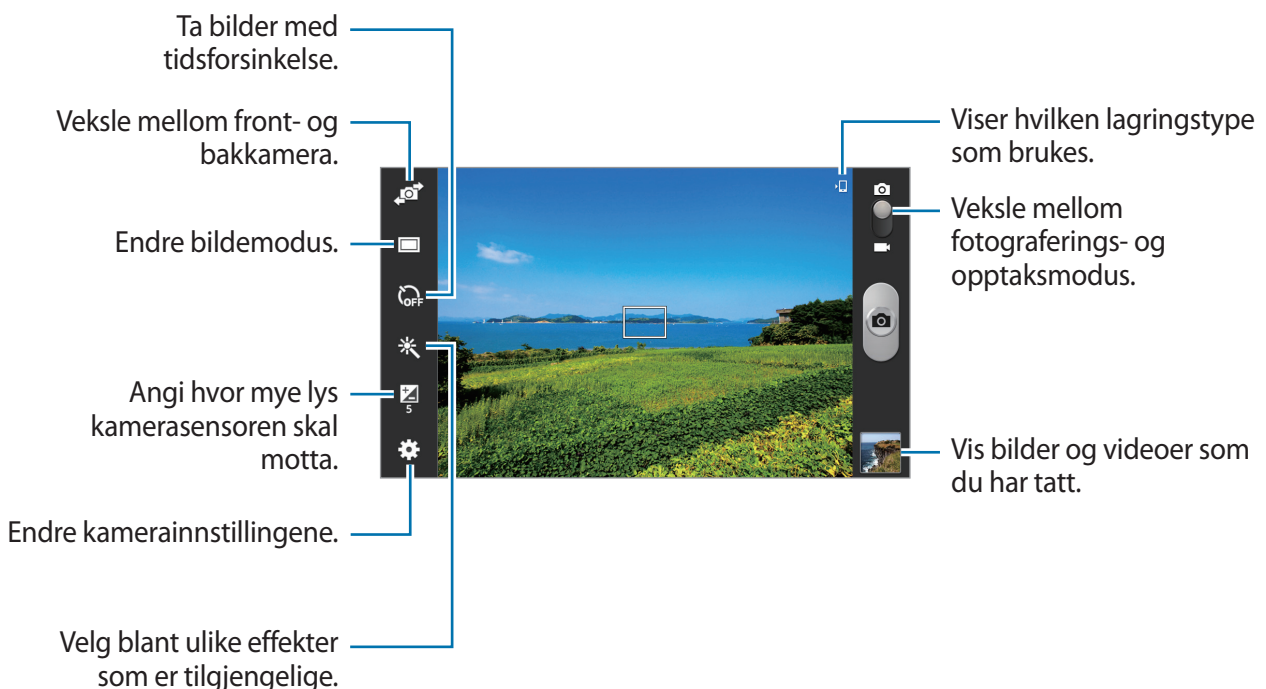 Ta bilder med
tidsforsinkelse.
Veksle mellom front- og
bakkamera.
Endre bildemodus.
OFF
Angi hvor mye lys
kamerasensoren skal
motta.
5
Endre kamerainnstillingene.
Velg blant ulike effekter
som er tilgjengelige.
Viser hvilken lagringstype
som brukes.
Veksle mellom
fotograferings- og
opptaksmodus.
Vis bilder og videoer som
du har tatt.